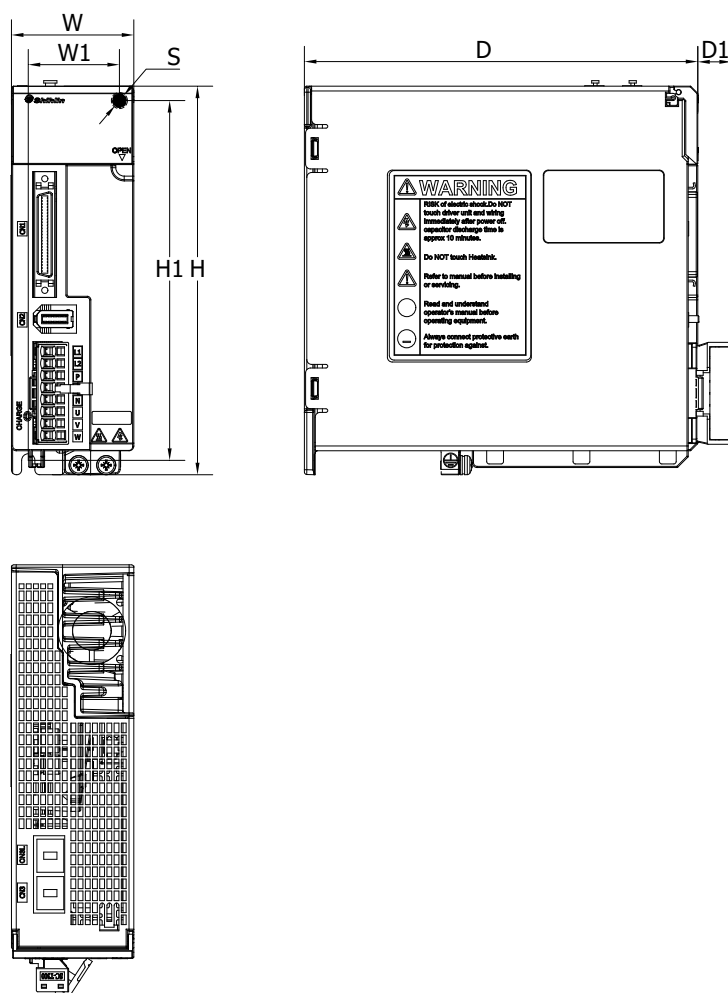 W
W1
S
D
D1
Shihlin
OPEN
H1
H
CN1
CN2
L1
L2
P
N
U
V
W
CHARGE
WARNING
RISK of electric shock.Do NOT
touch driver unit and wiring
immediately after power off.
capacitor discharge time is
approx 10 minutes.
Do NOT touch Heatsink.
Refer to manual before installing
or servicing.
Read and understand
operator's manual before
operating equipment.
Always connect protective earth
for protection against.
CN3L
CN3